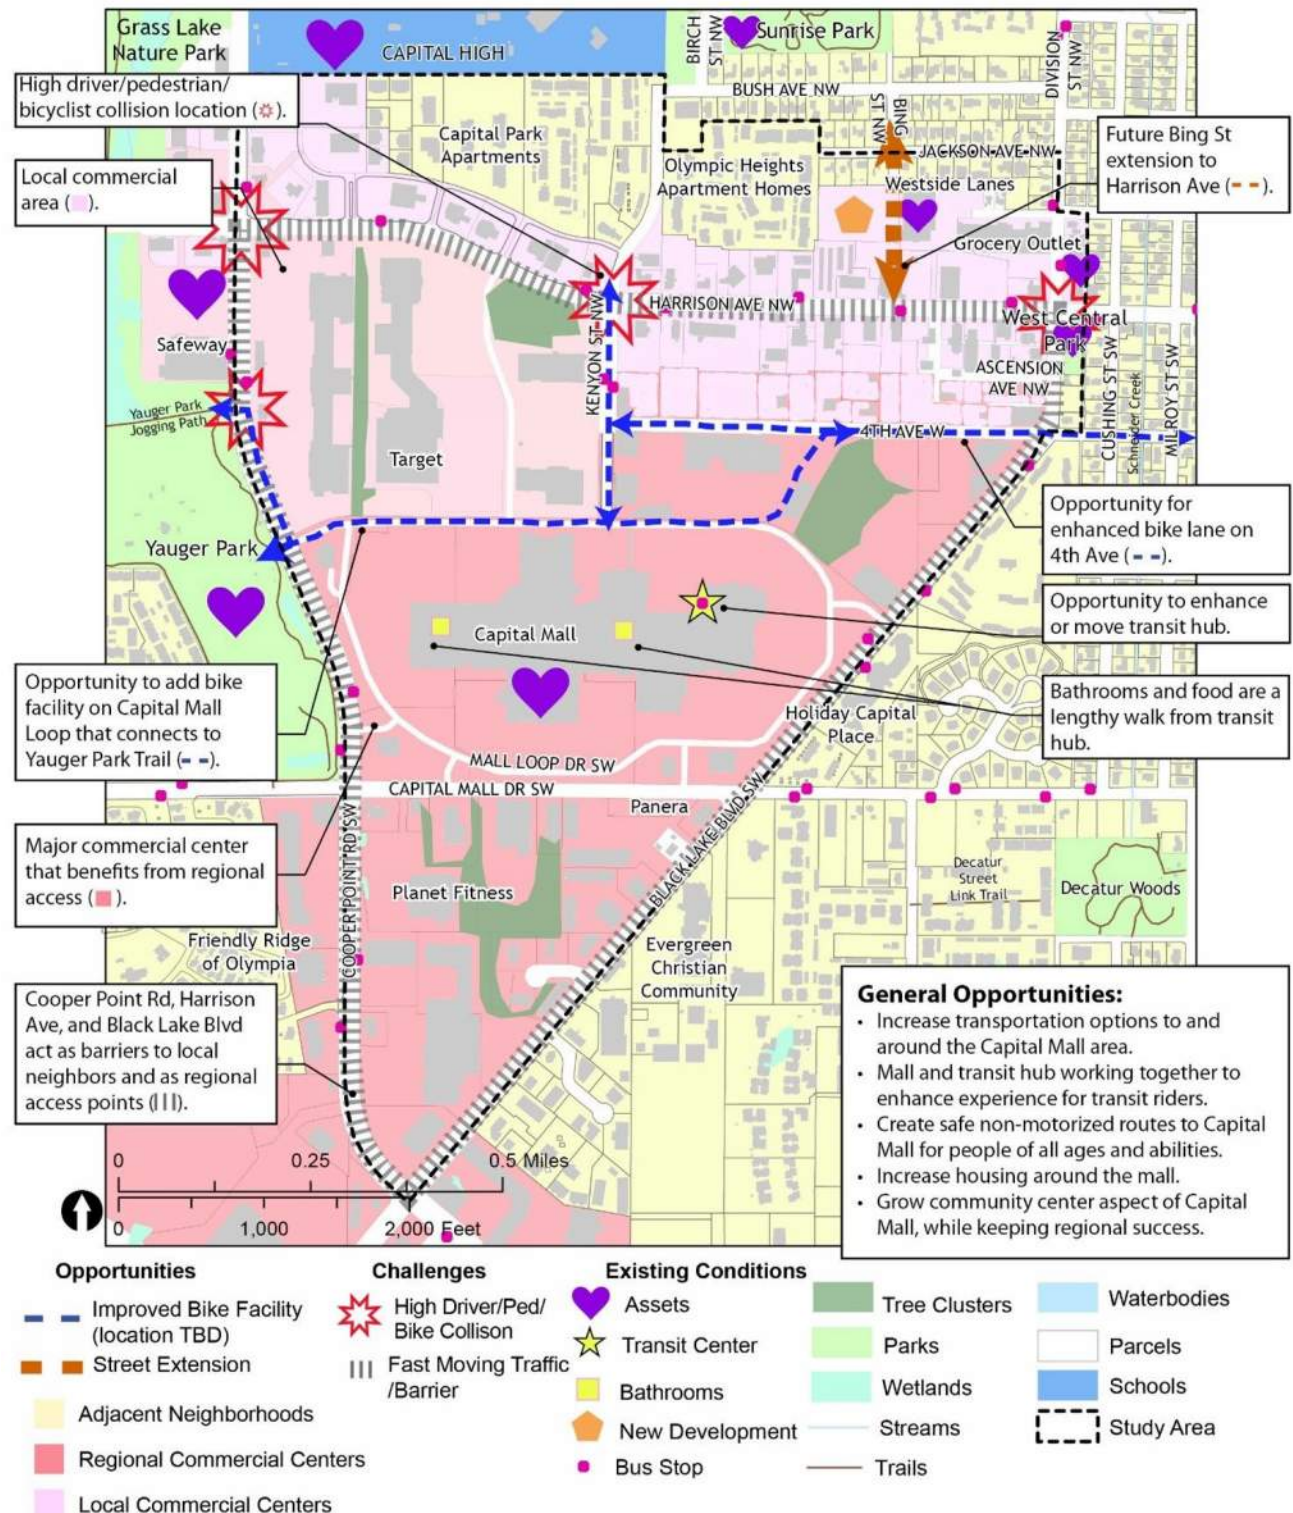 Grass Lake
Nature Park
CAPITAL HIGH
BIRCH
ST NW
Sunrise Park
DIVISION
ST NW
High driver/pedestrian/
bicyclist collision location ( ).
BUSH AVE NW
BING
ST NW
Capital Park
Apartments
Olympic Heights
Apartment Homes
JACKSON AVE NW
Future Bing St
extension to
Harrison Ave ( ).
Local commercial
area ( ).
Westside Lanes
Grocery Outlet
HARRISON AVE NW
KENYON ST NW
West Central
Park
Safeway
ASCENSION
AVE NW
CUSHING ST SW
Schneider Creek
MILROY ST SW
Yauger Park
Jogging Path
4TH AVE W
Target
Opportunity for
enhanced bike lane on
4th Ave ( ).
Yauger Park
Opportunity to enhance
or move transit hub.
Capital Mall
Opportunity to add bike
facility on Capital Mall
Loop that connects to
Yauger Park Trail ( ).
Bathrooms and food are a
lengthy walk from transit
hub.
Holiday Capital
Place
MALL LOOP DR SW
CAPITAL MALL DR SW
Panera
BLACK LAKE BLVD SW
COOPER POINT RD SW
Major commercial center
that benefits from regional
access ( ).
Planet Fitness
Decatur
Street
Link Trail
Decatur Woods
Friendly Ridge
of Olympia
Evergreen
Christian
Community
Cooper Point Rd, Harrison
Ave, and Black Lake Blvd
act as barriers to local
neighbors and as regional
access points (|||).
General Opportunities:
• Increase transportation options to and
around the Capital Mall area.
• Mall and transit hub working together to
enhance experience for transit riders.
• Create safe non-motorized routes to Capital
Mall for people of all ages and abilities.
• Increase housing around the mall.
• Grow community center aspect of Capital
Mall, while keeping regional success.
0 0.25 0.5 Miles
0 1,000 2,000 Feet
Opportunities
Improved Bike Facility
(location TBD)
Street Extension
Adjacent Neighborhoods
Regional Commercial Centers
Local Commercial Centers
Challenges
High Driver/Ped/
Bike Collison
Fast Moving Traffic
/Barrier
Existing Conditions
Assets
Transit Center
Bathrooms
New Development
Bus Stop
Tree Clusters
Parks
Wetlands
Streams
Trails
Waterbodies
Parcels
Schools
Study Area